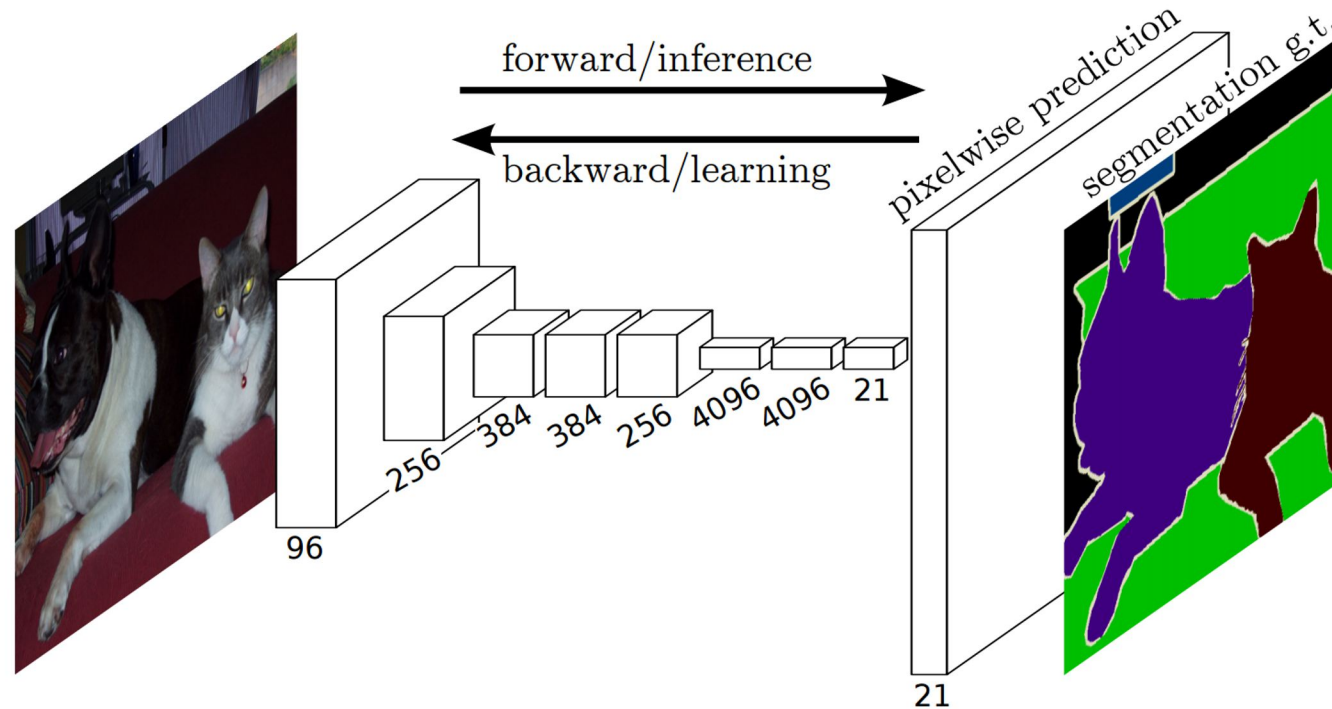 forward/inference
backward/learning
pixelwise prediction
segmentation g.t.
96
256
384
384
256
4096
4096
21
21